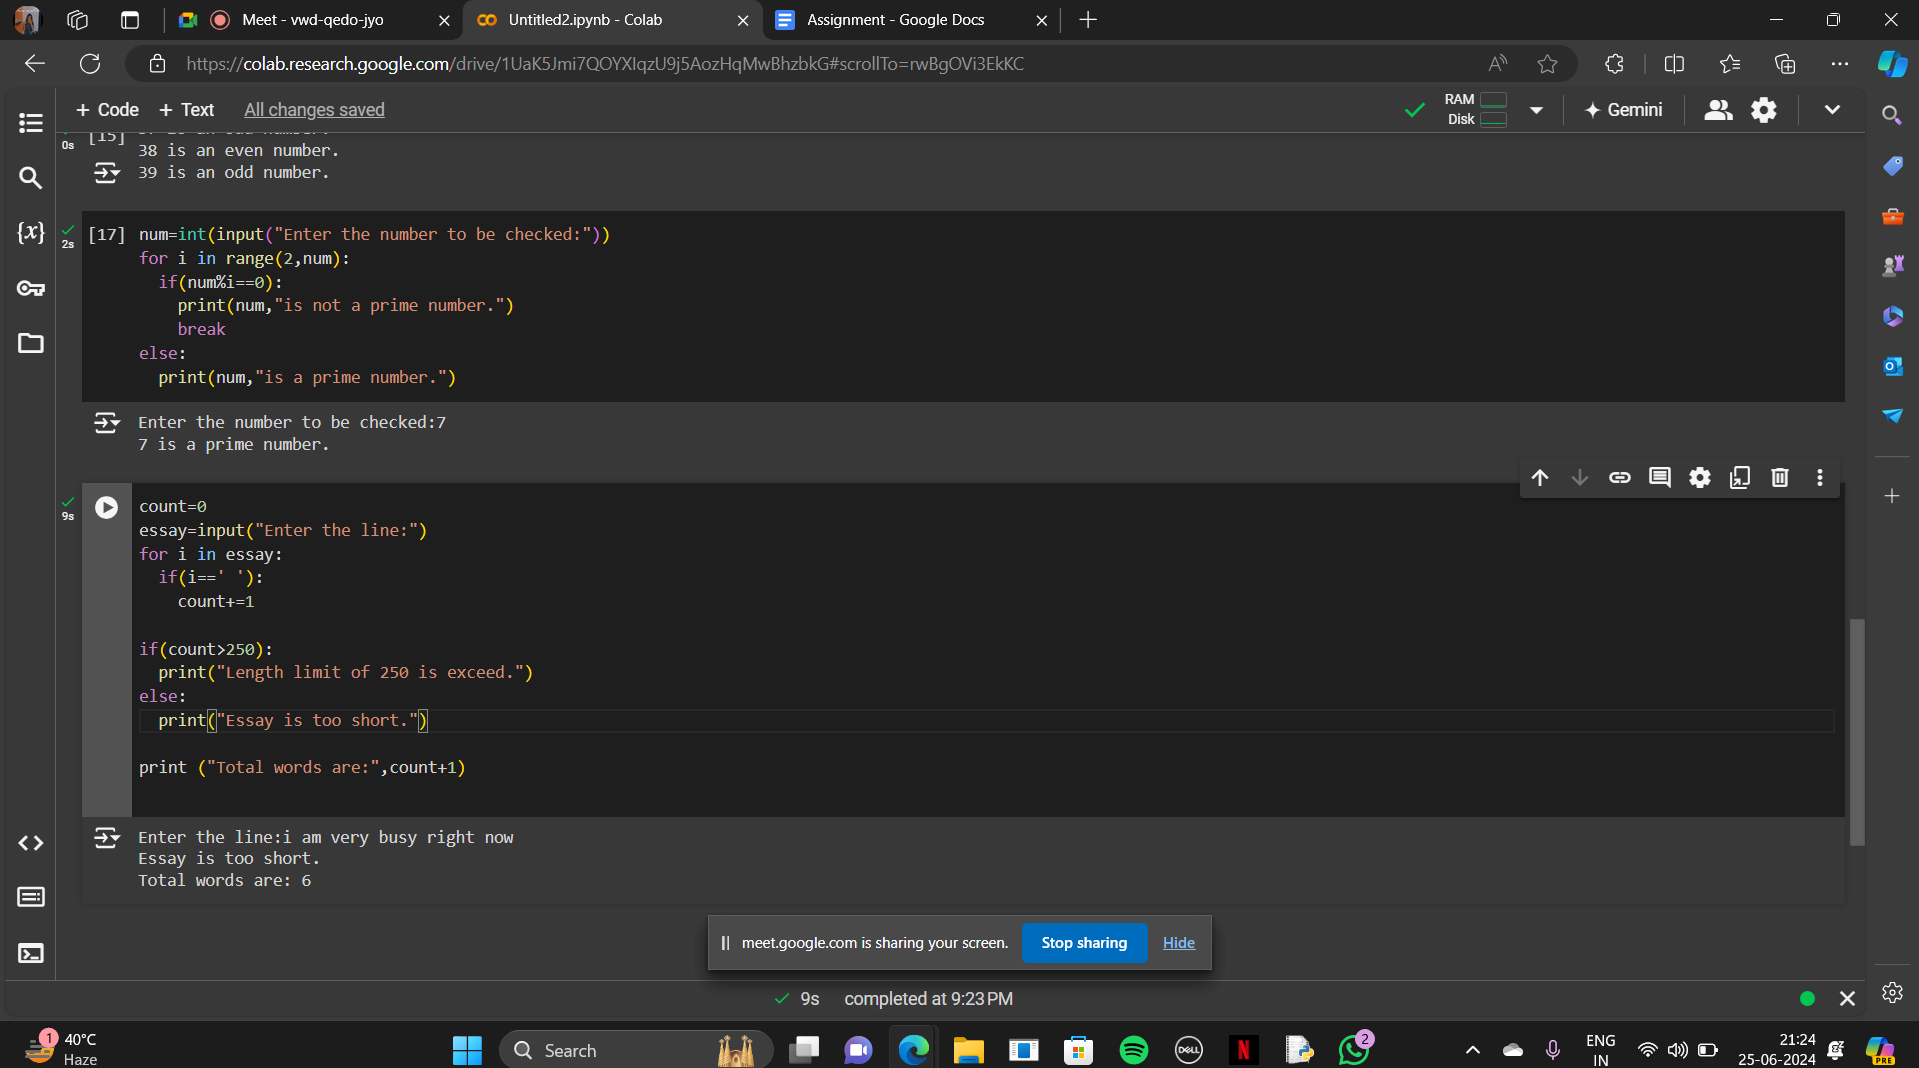 Meet - vwd-qedo-jyo
Untitled2.ipynb - Colab
Assignment - Google Docs
https://colab.research.google.com/drive/1UaK5Jmi7QOYXIqzU9j5AozHqMwBhzbkG#scrollTo=rwBgOVi3EkKC
+ Code + Text All changes saved
RAM
Disk
Gemini
0s
[15]
38 is an even number.
39 is an odd number.
2s
[17] num=int(input("Enter the number to be checked:"))
for i in range(2,num):
if(num%i==0):
print(num,"is not a prime number.")
break
else:
print(num,"is a prime number.")
Enter the number to be checked:7
7 is a prime number.
9s
count=0
essay=input("Enter the line:")
for i in essay:
if(i==' '):
count+=1
if(count>250):
print("Length limit of 250 is exceed.")
else:
print("Essay is too short.")
print ("Total words are:",count+1)
Enter the line:i am very busy right now
Essay is too short.
Total words are: 6
meet.google.com is sharing your screen. Stop sharing Hide
9s completed at 9:23 PM
1
40°C
Haze
Search
DELL
N
2
ENG
IN
21:24
25-06-2024
PRE